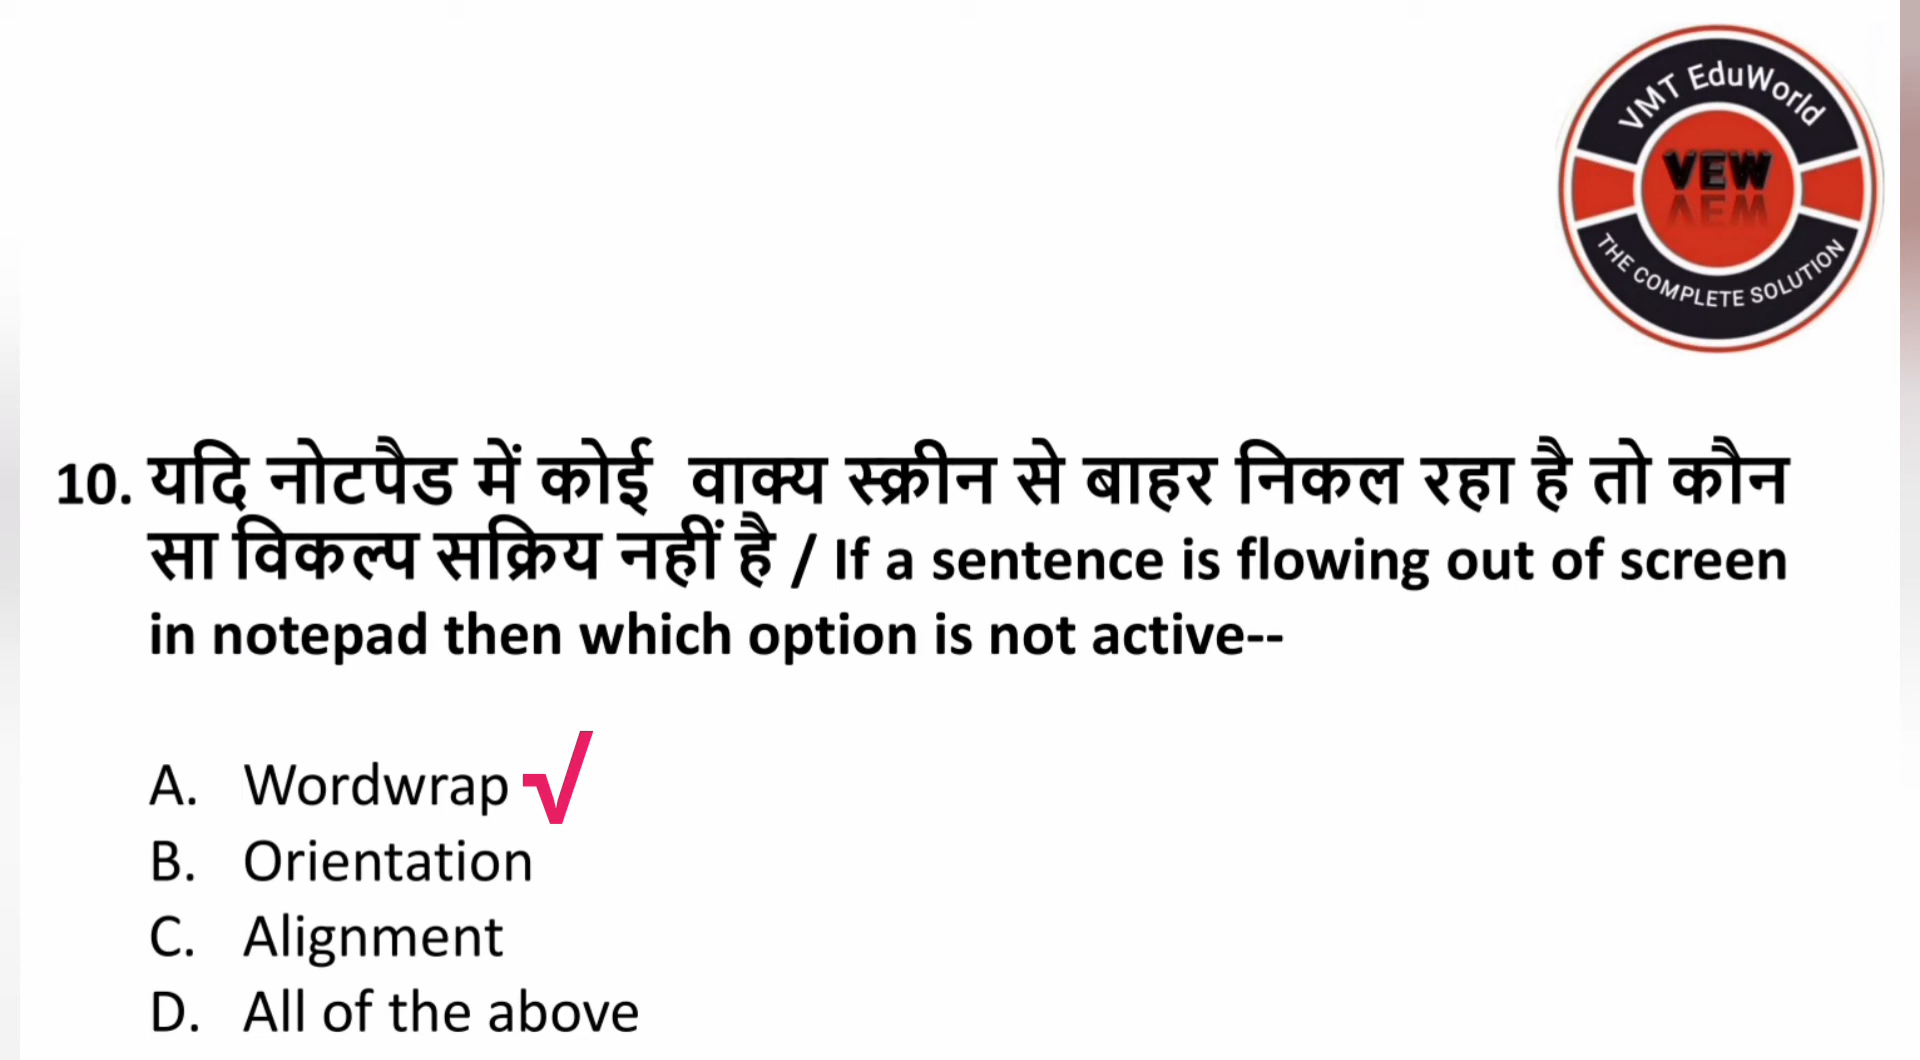 VMT EduWorld
VEW
THE COMPLETE SOLUTION
10. यदि नोटपैड में कोई वाक्य स्क्रीन से बाहर निकल रहा है तो कौन
सा विकल्प सक्रिय नहीं है / If a sentence is flowing out of screen
in notepad then which option is not active--
A. Wordwrap √
B. Orientation
C. Alignment
D. All of the above